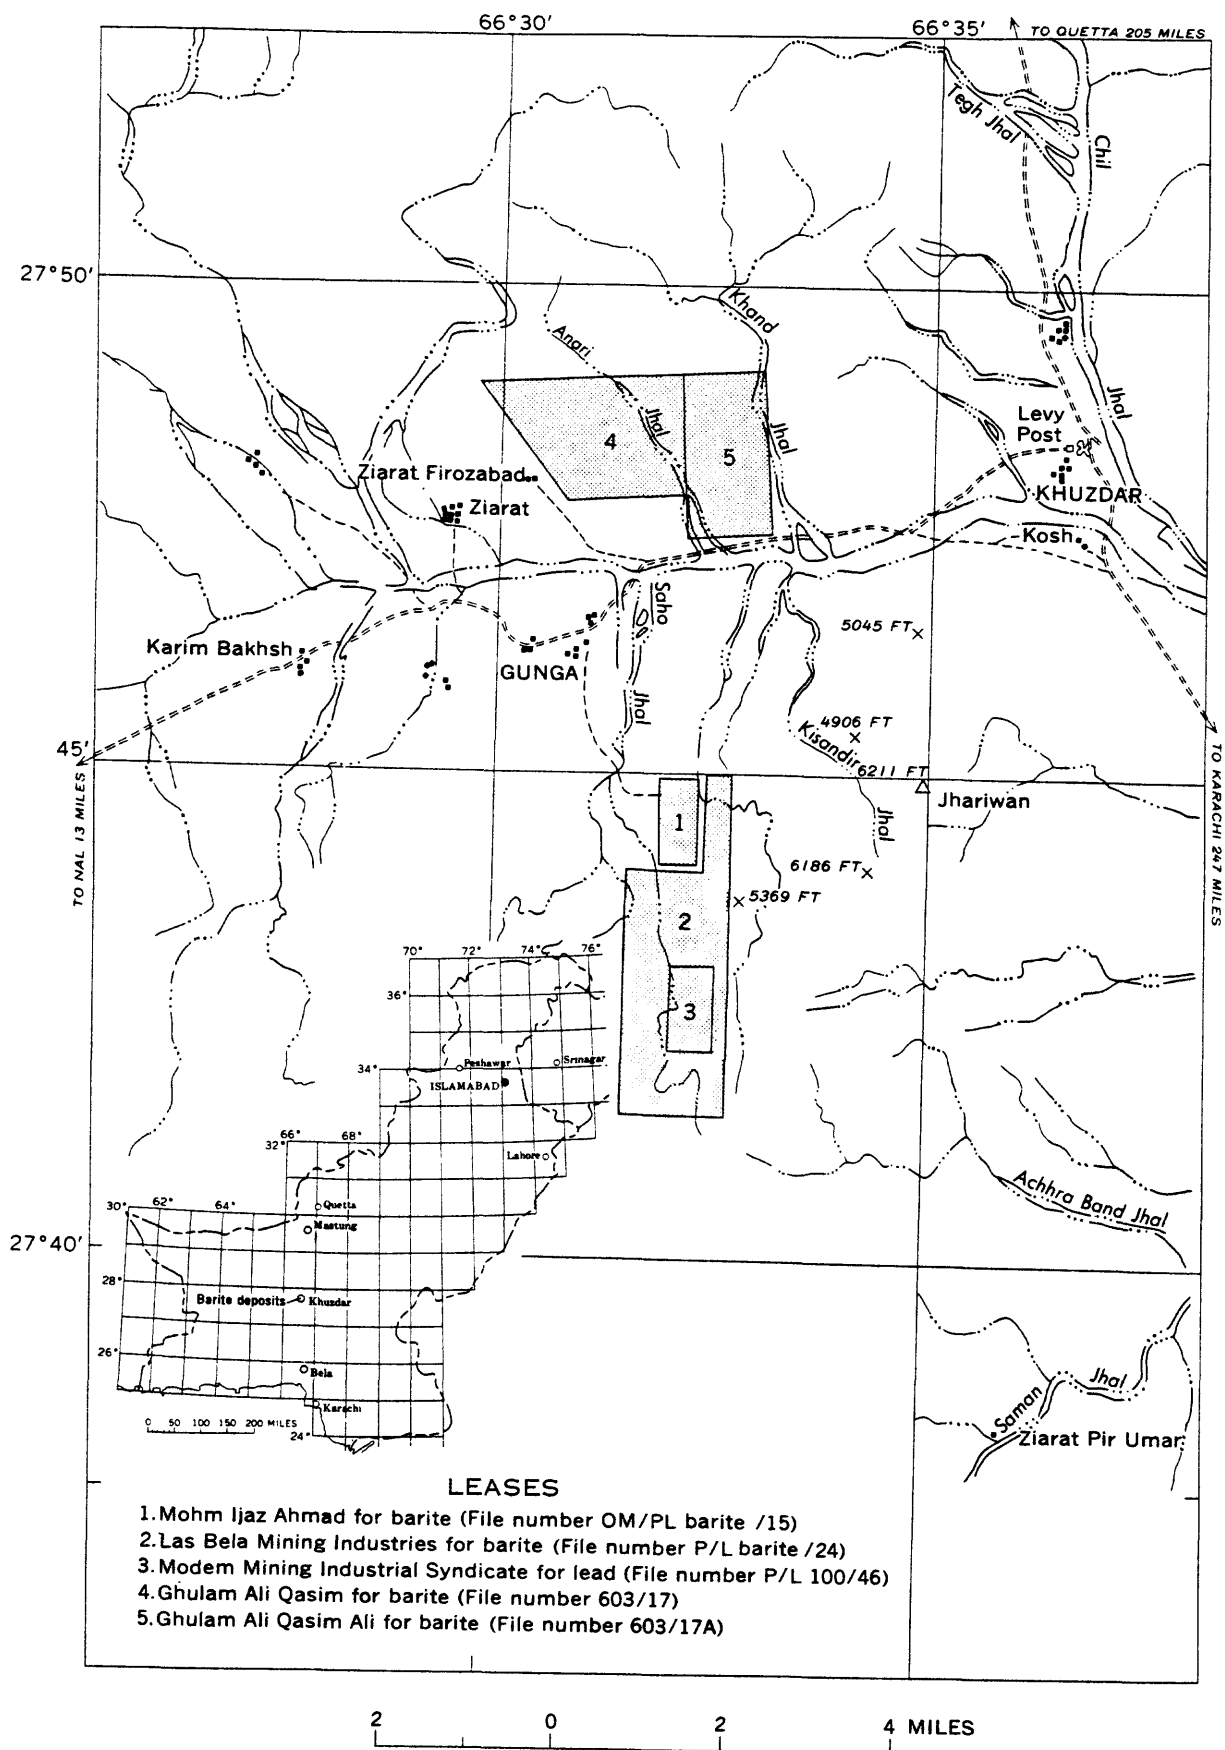 66°30'
66°35'
TO QUETTA 205 MILES
Tegh Jhal
Chil
27°50'
Khand
Anari
Jhal
Levy
Post
Jhal
Jhal
4
5
Ziarat Firozabad
Ziarat
KHUZDAR
Kosh
Saho
5045 FT
Karim Bakhsh
GUNGA
Jhal
4906 FT
Kisandir
45'
6211 FT
TO KARACHI 247 MILES
TO NAL 13 MILES
Jhariwan
1
Jhal
6186 FT
5369 FT
2
3
70°
72°
74°
76°
36°
34°
Peshawar
Srinagar
ISLAMABAD
66°
68°
32°
Lahore
Achhra Band Jhal
30°
62°
64°
Quetta
Mastung
27°40'
28°
Barite deposits
Khuzdar
26°
Bela
Karachi
0 50 100 150 200 MILES
24°
Jhal
Saman
Ziarat Pir Umar
LEASES
1. Mohm Ijaz Ahmad for barite (File number OM/PL barite /15)
2. Las Bela Mining Industries for barite (File number P/L barite /24)
3. Modem Mining Industrial Syndicate for lead (File number P/L 100/46)
4. Ghulam Ali Qasim for barite (File number 603/17)
5. Ghulam Ali Qasim Ali for barite (File number 603/17A)
2 0 2 4 MILES